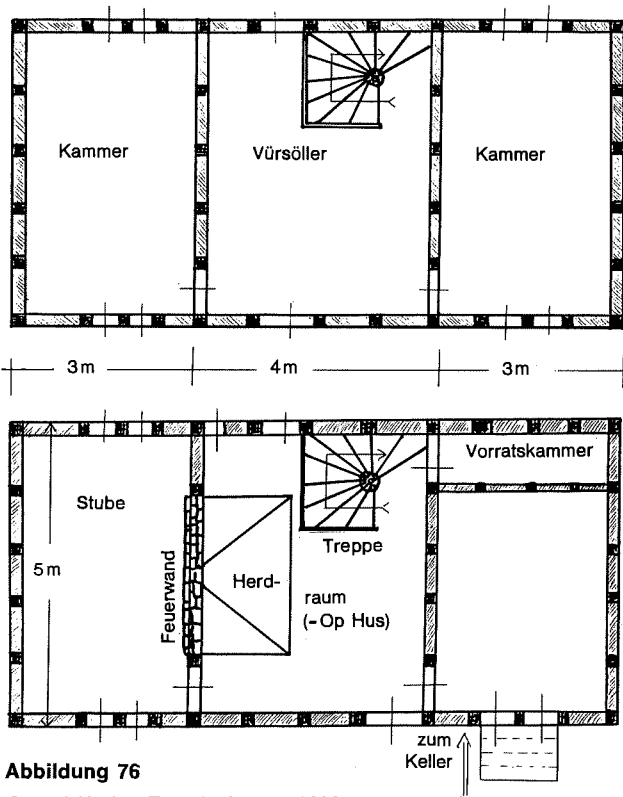 Kammer
Vürsöller
Kammer
3m
4m
3m
Vorratskammer
Stube
Treppe
5m
Feuerwand
Herd-
raum
(-Op Hus)
zum
Keller
Abbildung 76